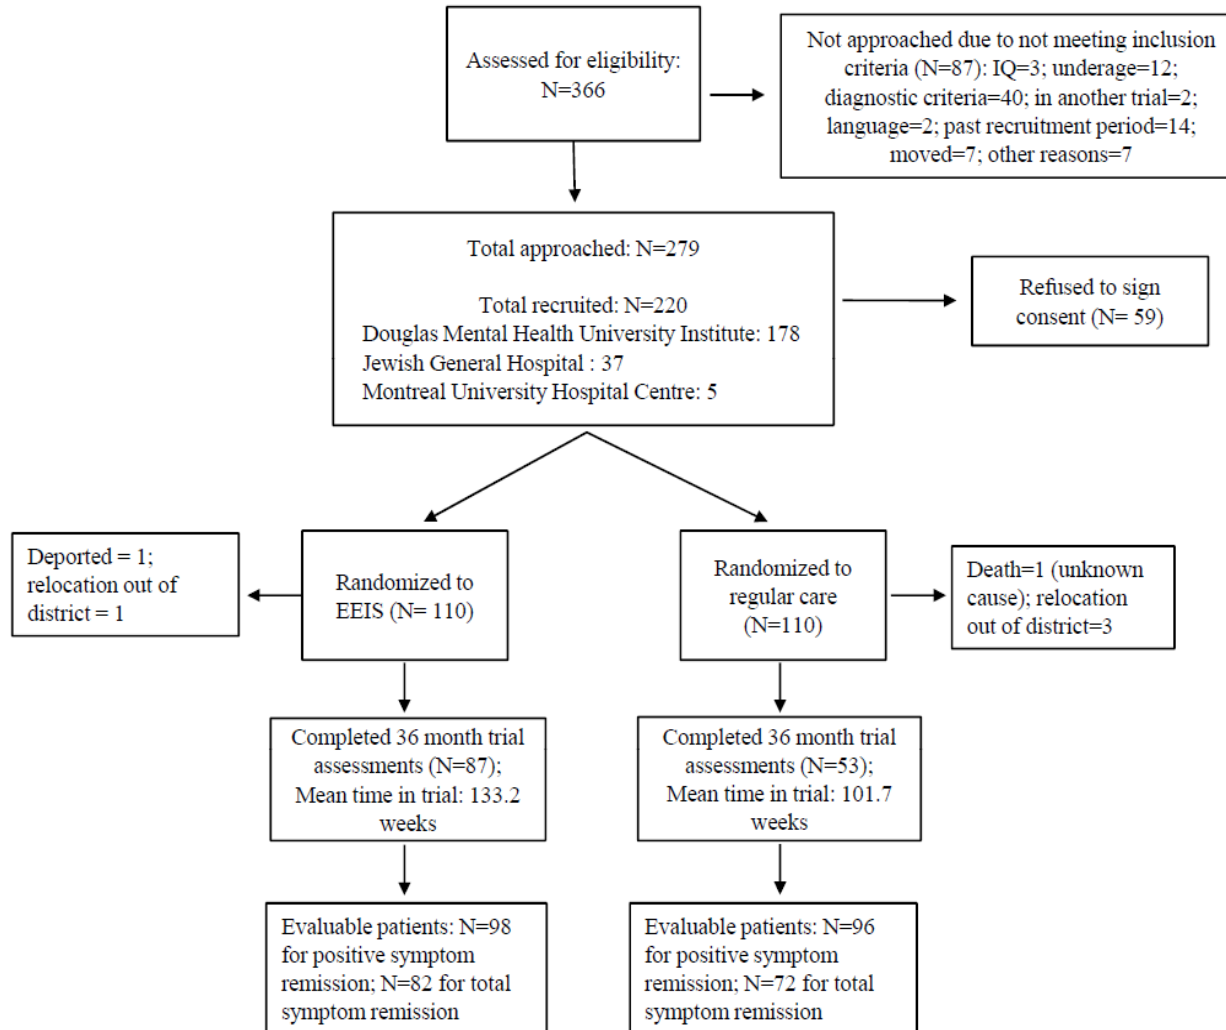 Assessed for eligibility:
N=366
Not approached due to not meeting inclusion
criteria (N=87): IQ=3; underage=12;
diagnostic criteria=40; in another trial=2;
language=2; past recruitment period=14;
moved=7; other reasons=7
Total approached: N=279
Total recruited: N=220
Douglas Mental Health University Institute: 178
Jewish General Hospital : 37
Montreal University Hospital Centre: 5
Refused to sign
consent (N= 59)
Deported = 1;
relocation out of
district = 1
Randomized to
EEIS (N= 110)
Randomized to
regular care
(N=110)
Death=1 (unknown
cause); relocation
out of district=3
Completed 36 month trial
assessments (N=87);
Mean time in trial: 133.2
weeks
Completed 36 month trial
assessments (N=53);
Mean time in trial: 101.7
weeks
Evaluable patients: N=98
for positive symptom
remission; N=82 for total
symptom remission
Evaluable patients: N=96
for positive symptom
remission; N=72 for total
symptom remission